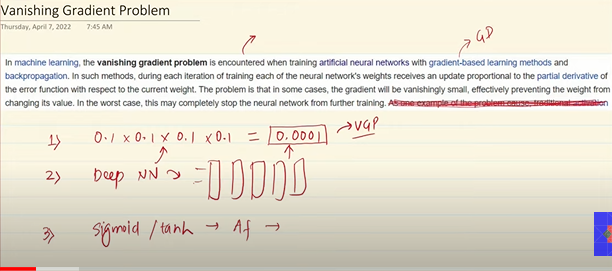 Vanishing Gradient Problem
Thursday, April 7, 2022 7:45 AM
GD
In machine learning, the vanishing gradient problem is encountered when training artificial neural networks with gradient-based learning methods and
backpropagation. In such methods, during each iteration of training each of the neural network's weights receives an update proportional to the partial derivative of
the error function with respect to the current weight. The problem is that in some cases, the gradient will be vanishingly small, effectively preventing the weight from
changing its value. In the worst case, this may completely stop the neural network from further training. As one example of the problem cause, traditional activation
1) 0.1 x 0.1 x 0.1 x 0.1 = 0.0001 → VGP
2) Deep NN →
3) Sigmoid / tanh → Af →